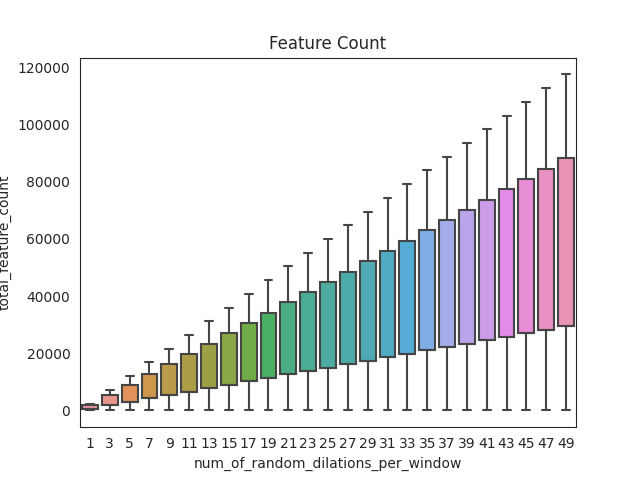 Feature Count
total_feature_count
120000
100000
80000
60000
40000
20000
0
1 3 5 7 9 11 13 15 17 19 21 23 25 27 29 31 33 35 37 39 41 43 45 47 49
num_of_random_dilations_per_window